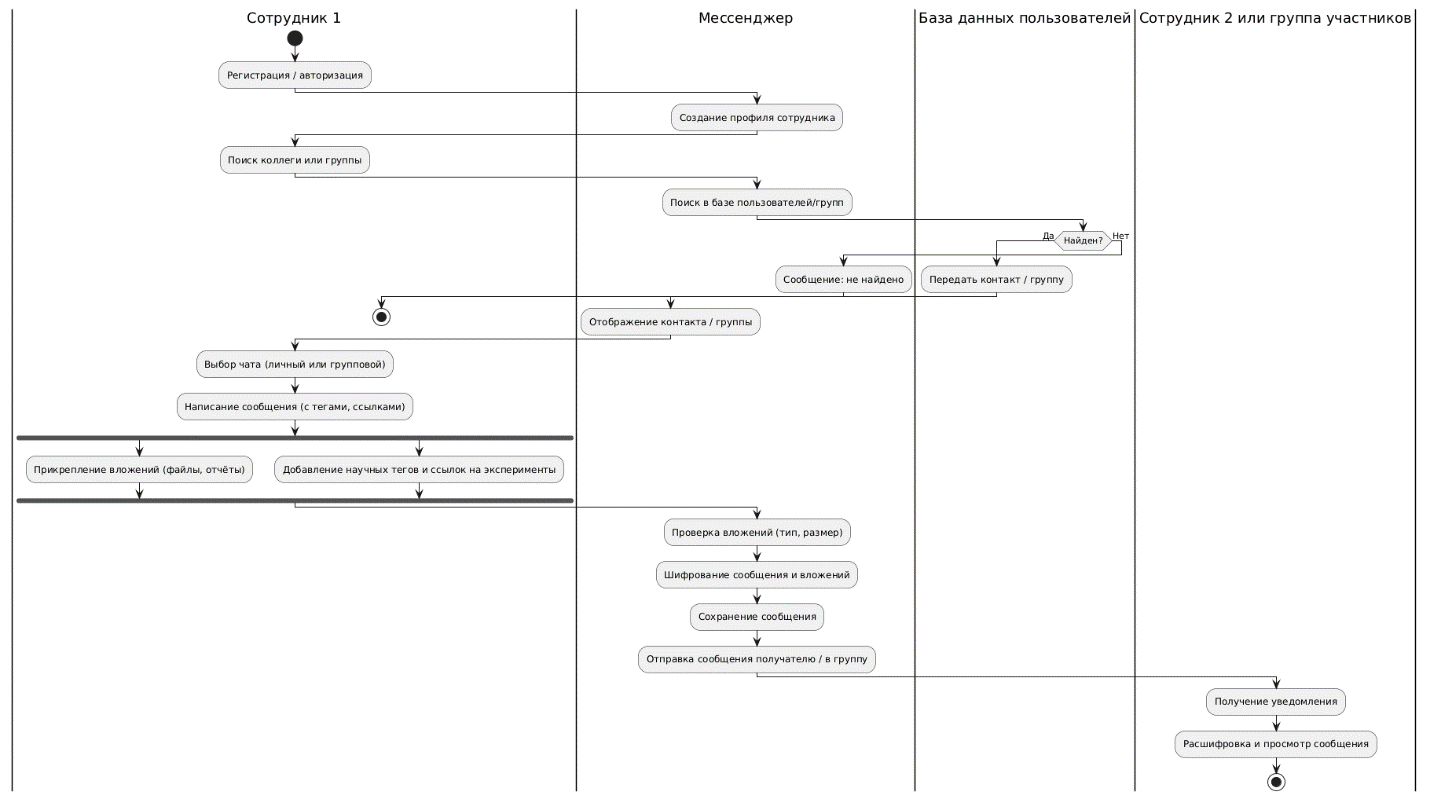 Сотрудник 1
Мессенджер
База данных пользователей
Сотрудник 2 или группа участников
Регистрация / авторизация
Создание профиля сотрудника
Поиск коллеги или группы
Поиск в базе пользователей/групп
Да
Найден?
Нет
Сообщение: не найдено
Передать контакт / группу
Отображение контакта / группы
Выбор чата (личный или групповой)
Написание сообщения (с тегами, ссылками)
Прикрепление вложений (файлы, отчёты)
Добавление научных тегов и ссылок на эксперименты
Проверка вложений (тип, размер)
Шифрование сообщения и вложений
Сохранение сообщения
Отправка сообщения получателю / в группу
Получение уведомления
Расшифровка и просмотр сообщения